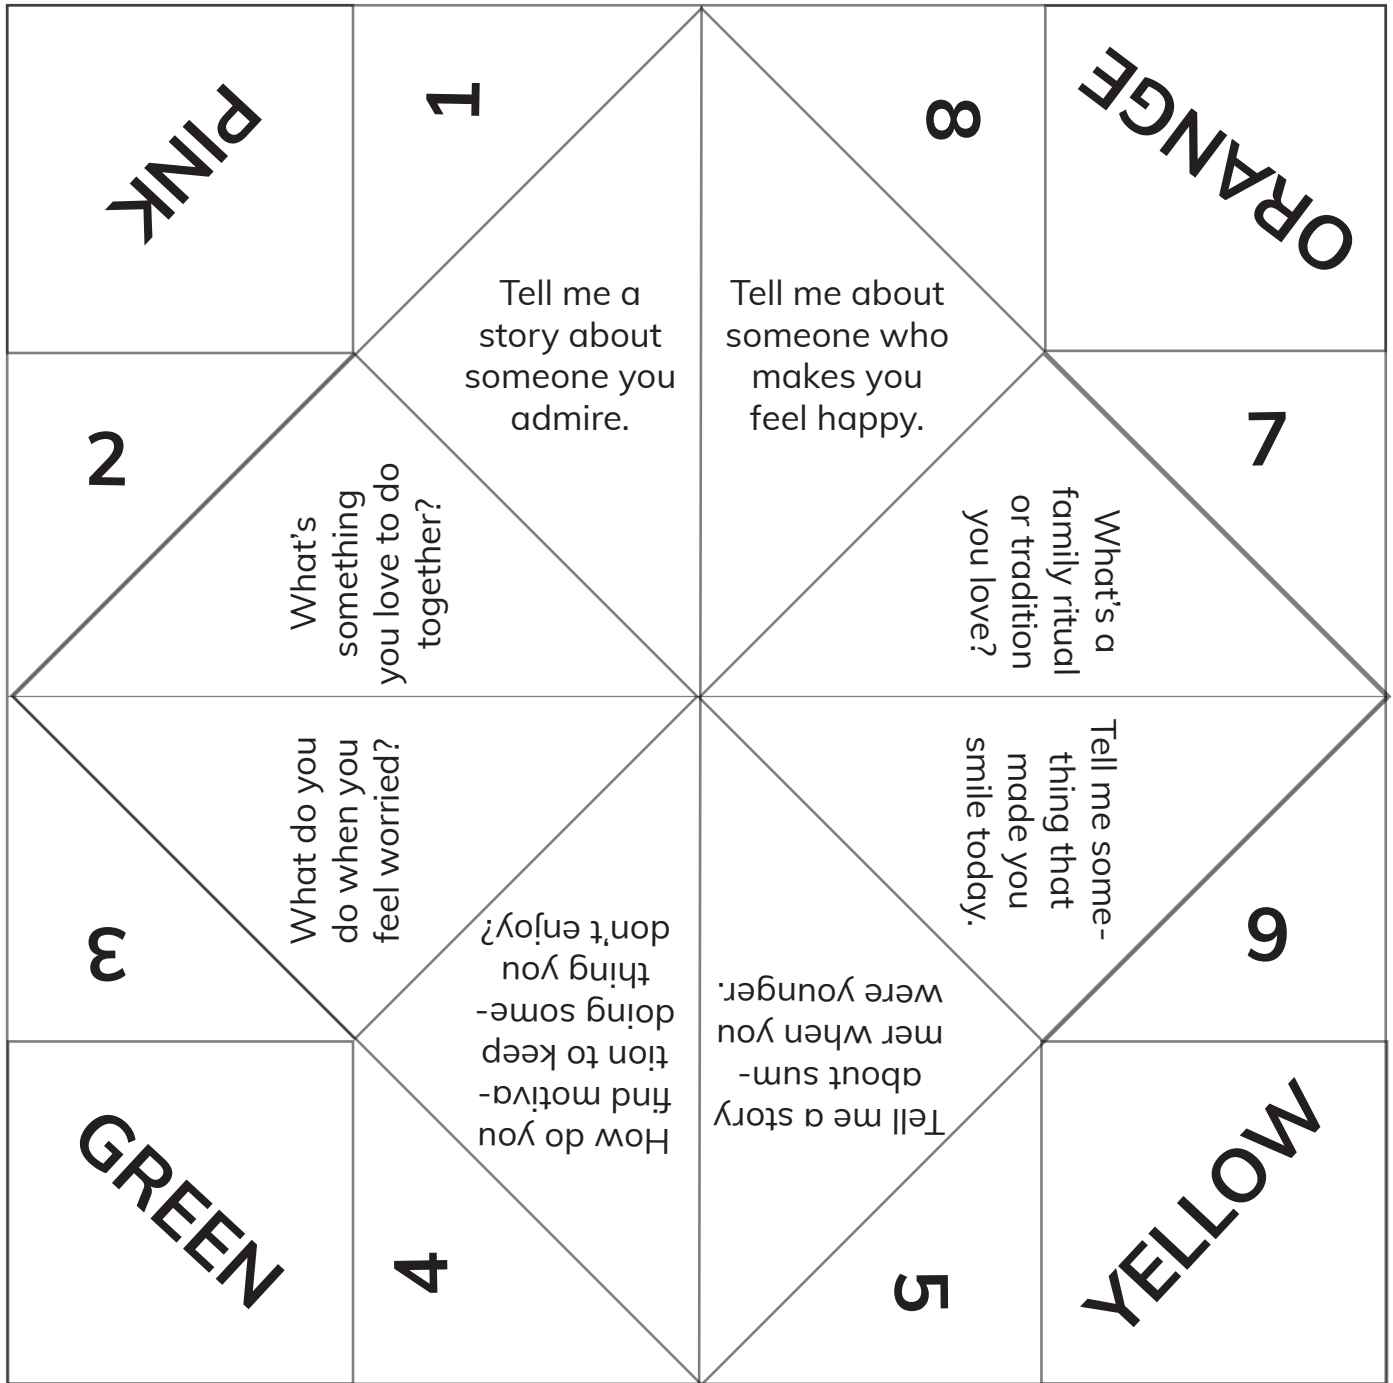 PINK
1
8
ORANGE
Tell me a
story about
someone you
admire.
Tell me about
someone who
makes you
feel happy.
2
7
What's
something
you love to do
together?
What's a
family ritual
or tradition
you love?
What do you
do when you
feel worried?
Tell me some-
thing that
made you
smile today.
3
6
How do you
find motiva-
tion to keep
doing some-
thing you
don't enjoy?
Tell me a story
about sum-
mer when you
were younger.
GREEN
4
5
YELLOW